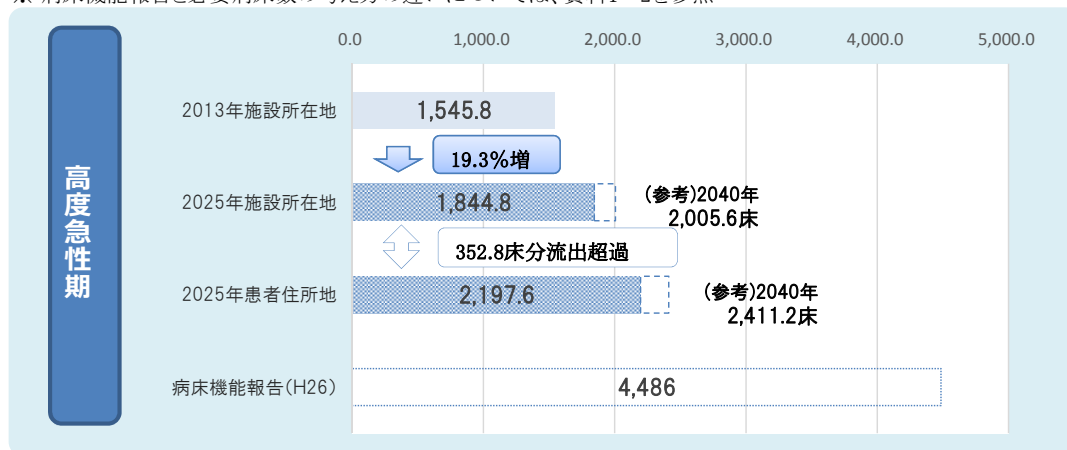 高度急性期
0.0 1,000.0 2,000.0 3,000.0 4,000.0 5,000.0
2013年施設所在地
1,545.8
19.3%増
2025年施設所在地
1,844.8
(参考)2040年
2,005.6床
352.8床分流出超過
2025年患者住所地
2,197.6
(参考)2040年
2,411.2床
病床機能報告(H26)
4,486